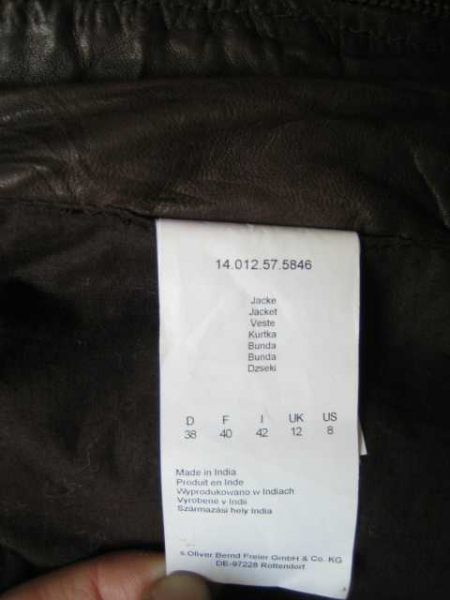 14.012.57.5846
Jacke
Jacket
Veste
Kurtka
Bunda
Bunda
Dzseki
D F I UK US
38 40 42 12 8
Made in India
Produit en Inde
Wyprodukowano w Indiach
Vyrobené v Indii
Származási hely India
s.Oliver Bernd Freier GmbH & Co. KG
DE-97228 Rottendorf